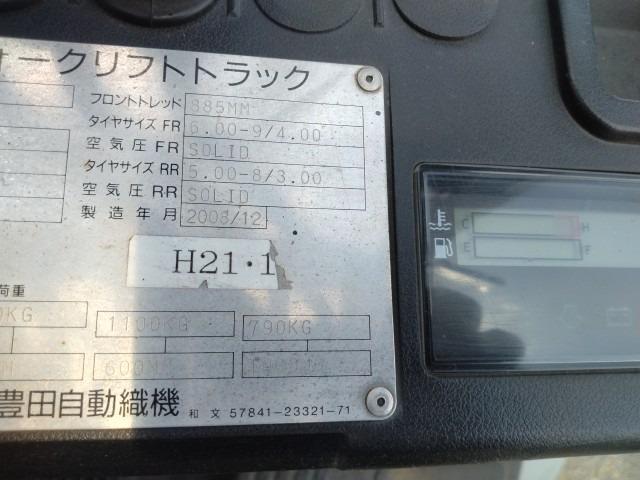 ォークリフトトラック
フロントトレッド 885MM
タイヤサイズ FR 6.00-9/4.00
空気圧 FR SOLID
タイヤサイズ RR 5.00-8/3.00
空気圧 RR SOLID
製造年月 2008/12
H21・1
荷重
0KG 1100KG 790KG
600M
豊田自動織機 和文 57841-23321-71
C H
E F